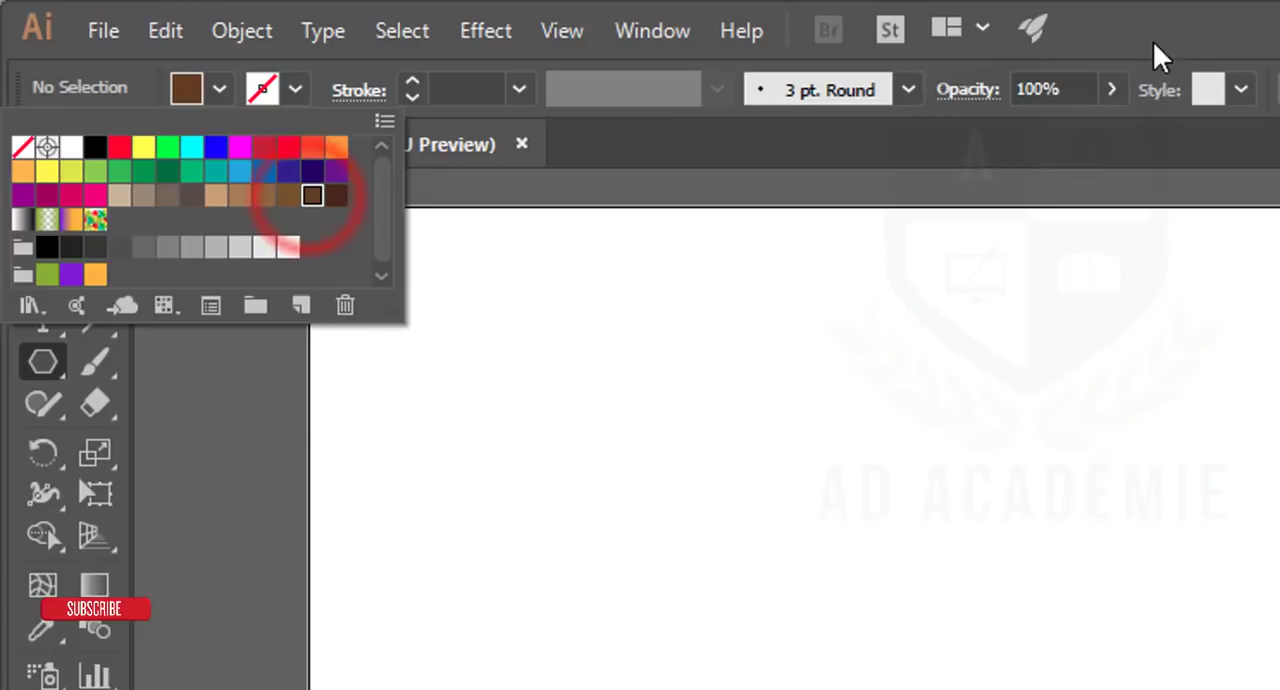 Ai File Edit Object Type Select Effect View Window Help Br St
No Selection Stroke: 3 pt. Round Opacity: 100% Style:
U Preview) ×
AD ACADÉMIE
SUBSCRIBE